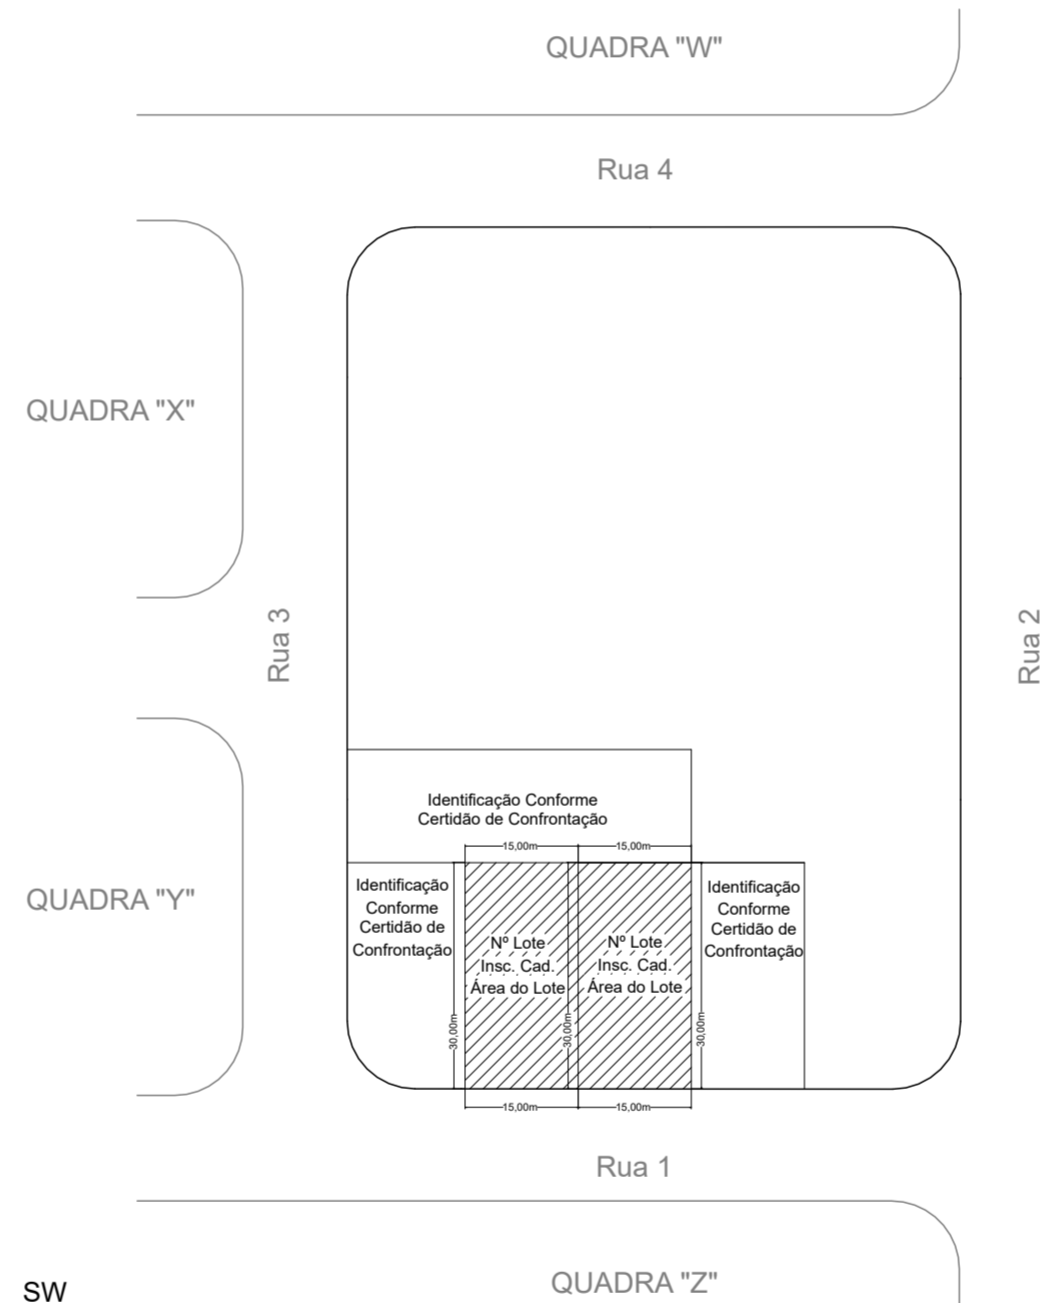 QUADRA "W"
Rua 4
QUADRA "X"
Rua 3
Rua 2
Identificação Conforme
Certidão de Confrontação
15,00m
15,00m
QUADRA "Y"
Identificação
Conforme
Certidão de
Confrontação
Nº Lote
Insc. Cad.
Área do Lote
Nº Lote
Insc. Cad.
Área do Lote
Identificação
Conforme
Certidão de
Confrontação
30,00m
30,00m
30,00m
15,00m
15,00m
Rua 1
SW
QUADRA "Z"